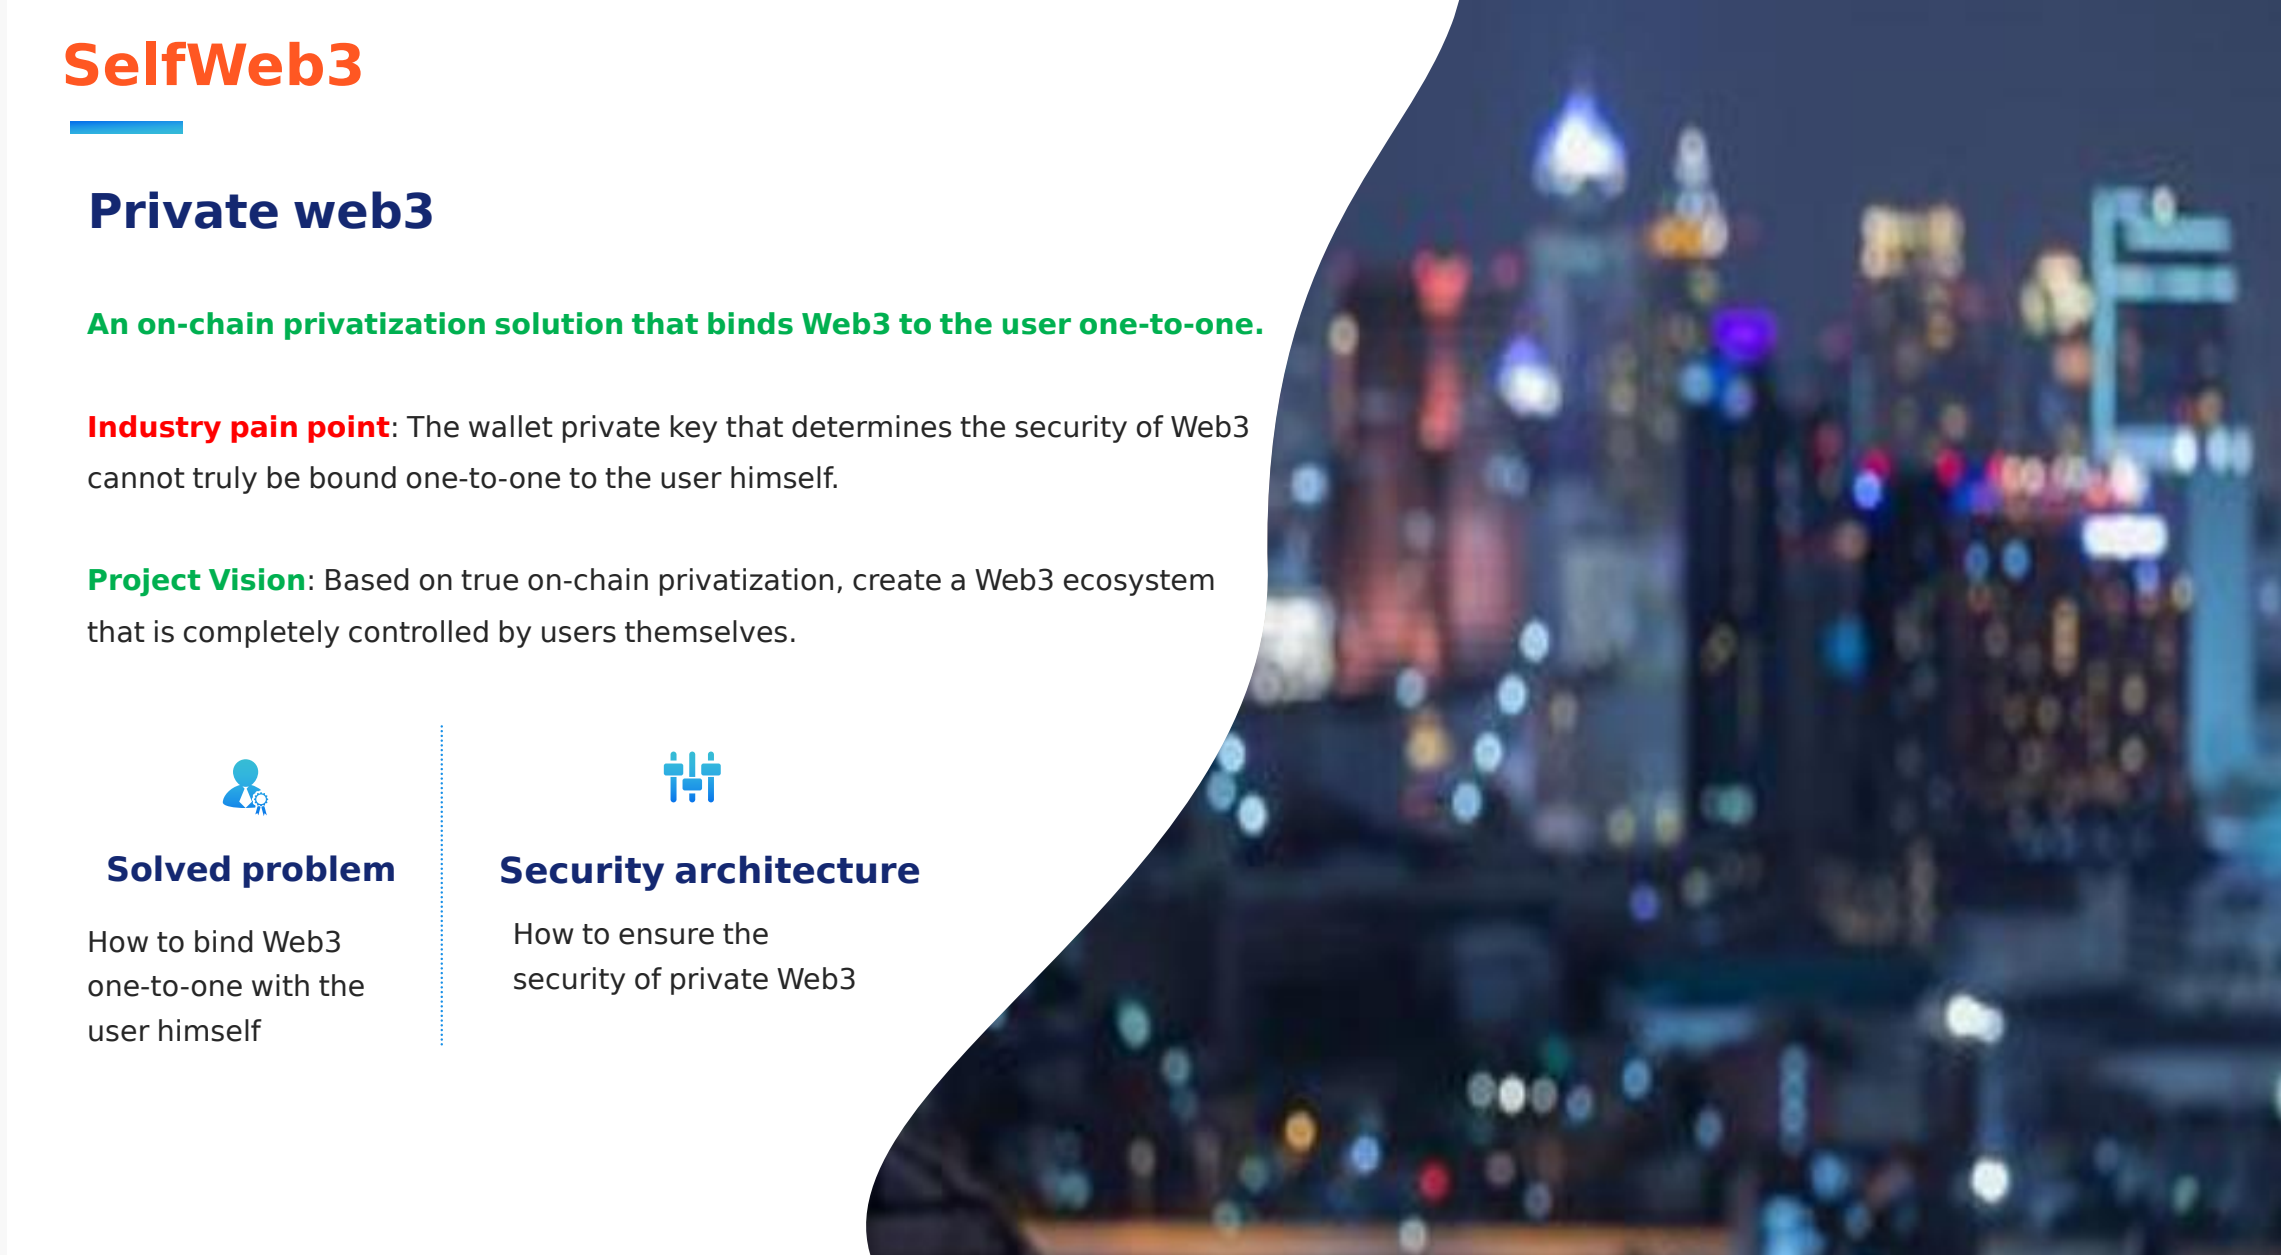 SelfWeb3
Private web3
An on-chain privatization solution that binds Web3 to the user one-to-one.
Industry pain point: The wallet private key that determines the security of Web3
cannot truly be bound one-to-one to the user himself.
Project Vision: Based on true on-chain privatization, create a Web3 ecosystem
that is completely controlled by users themselves.
Solved problem
How to bind Web3
one-to-one with the
user himself
Security architecture
How to ensure the
security of private Web3